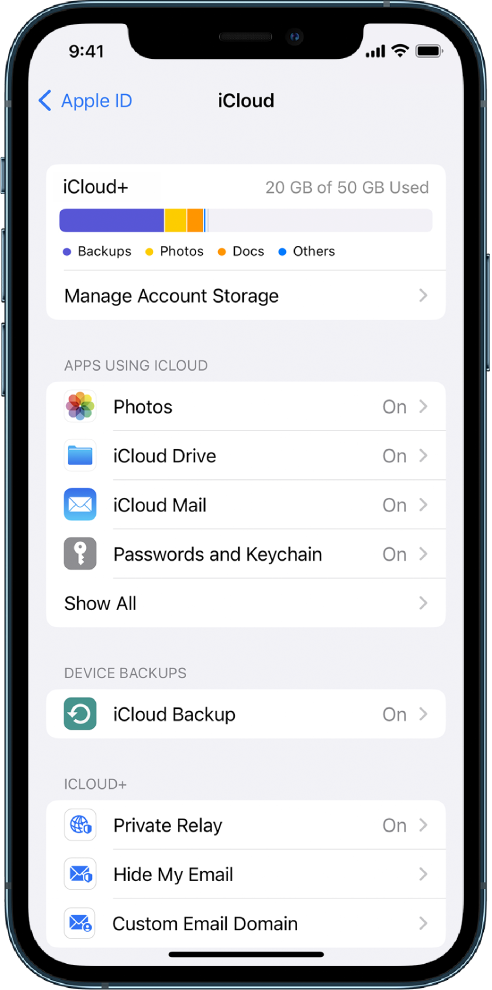 9:41
Apple ID
iCloud
iCloud+
20 GB of 50 GB Used
Backups
Photos
Docs
Others
Manage Account Storage
APPS USING ICLOUD
Photos
On
iCloud Drive
On
iCloud Mail
On
Passwords and Keychain
On
Show All
DEVICE BACKUPS
iCloud Backup
On
ICLOUD+
Private Relay
On
Hide My Email
Custom Email Domain